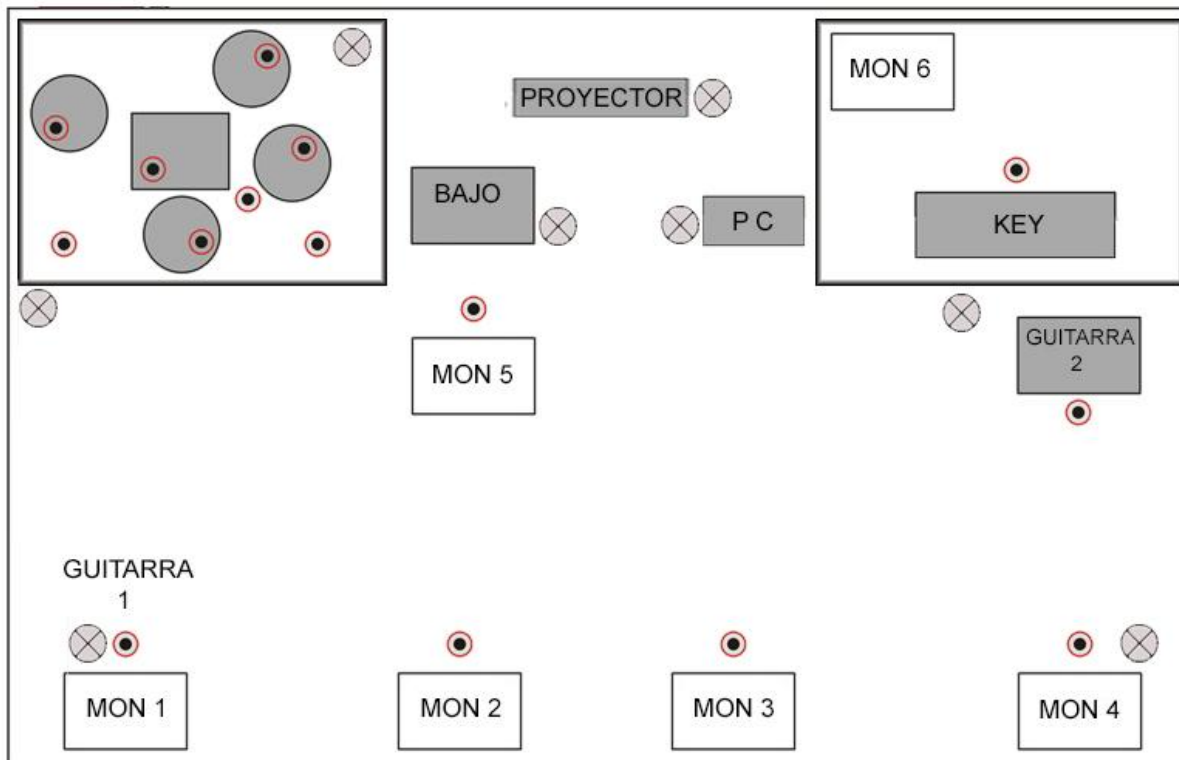 MON 6
PROYECTOR
BAJO
P C
KEY
GUITARRA
2
MON 5
GUITARRA
1
MON 1
MON 2
MON 3
MON 4